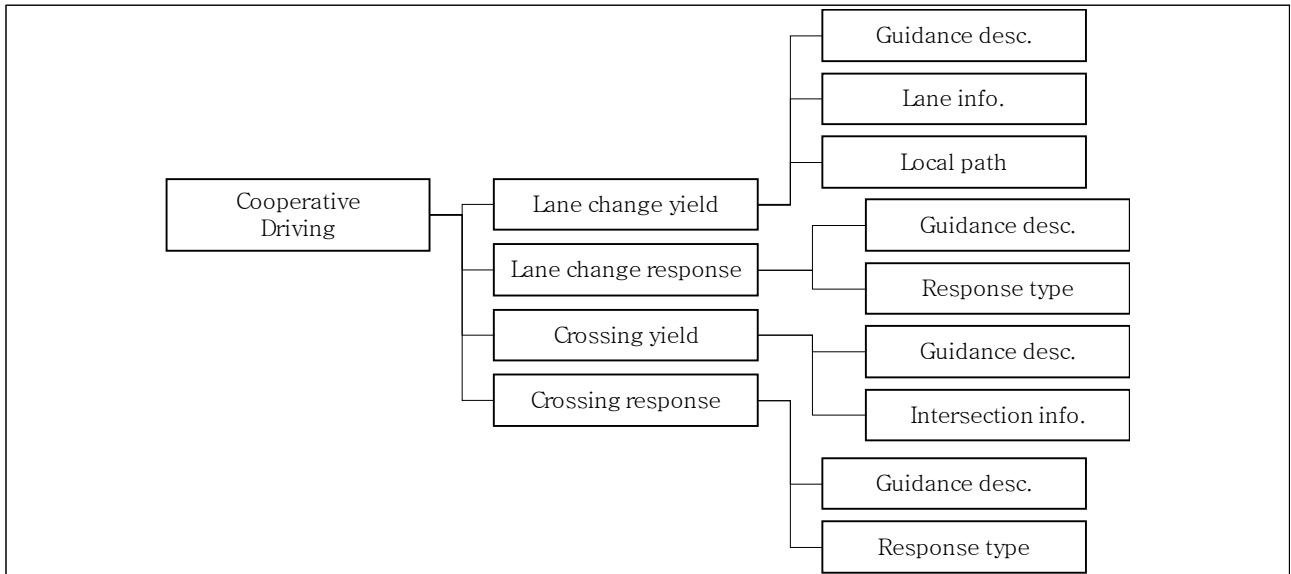 Cooperative
Driving
Lane change yield
Guidance desc.
Lane info.
Local path
Lane change response
Guidance desc.
Response type
Crossing yield
Guidance desc.
Intersection info.
Crossing response
Guidance desc.
Response type